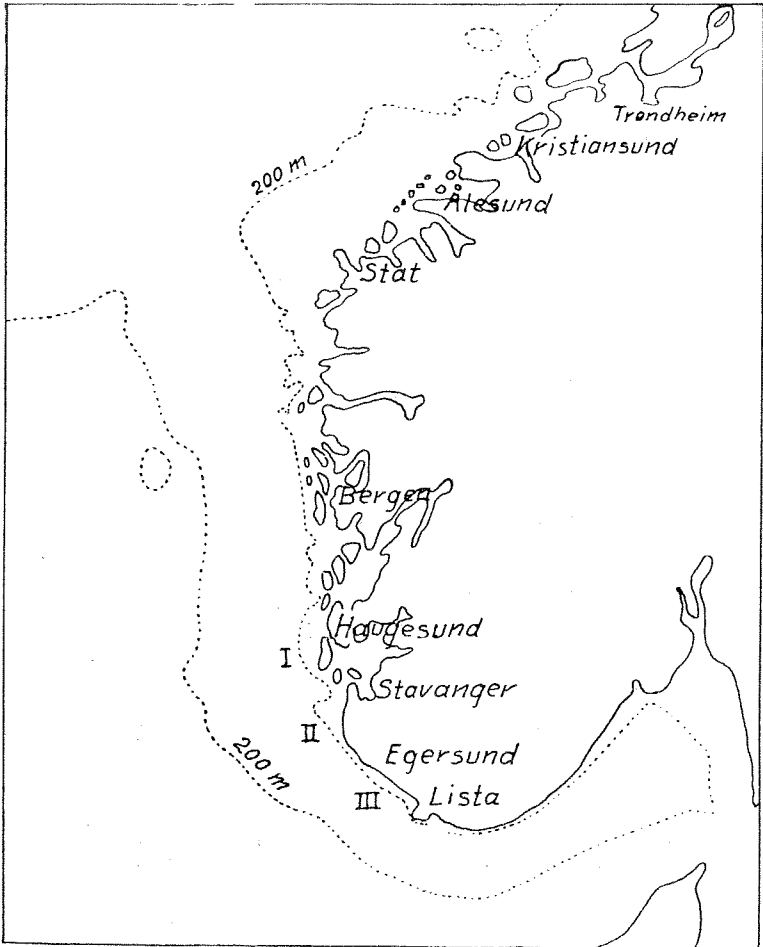 Trondheim
Kristiansund
200 m
Ålesund
Stat
Bergen
Haugesund
I
Stavanger
II
Egersund
200 m
Lista
III